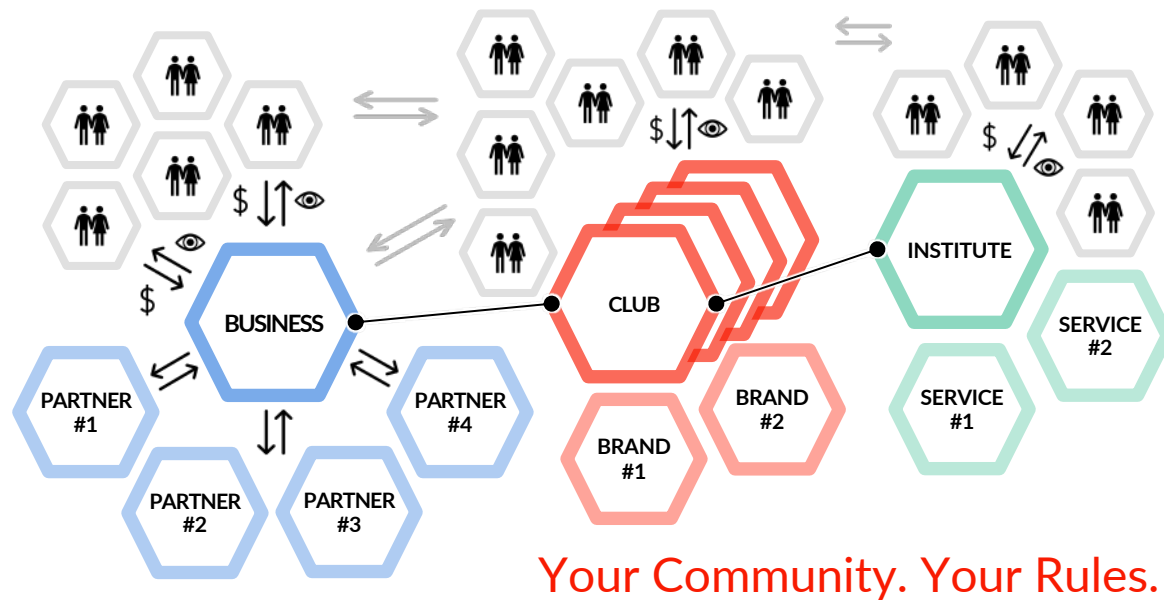 $
$
$
$
BUSINESS
CLUB
INSTITUTE
PARTNER
#1
PARTNER
#2
PARTNER
#3
PARTNER
#4
BRAND
#1
BRAND
#2
SERVICE
#1
SERVICE
#2
Your Community. Your Rules.